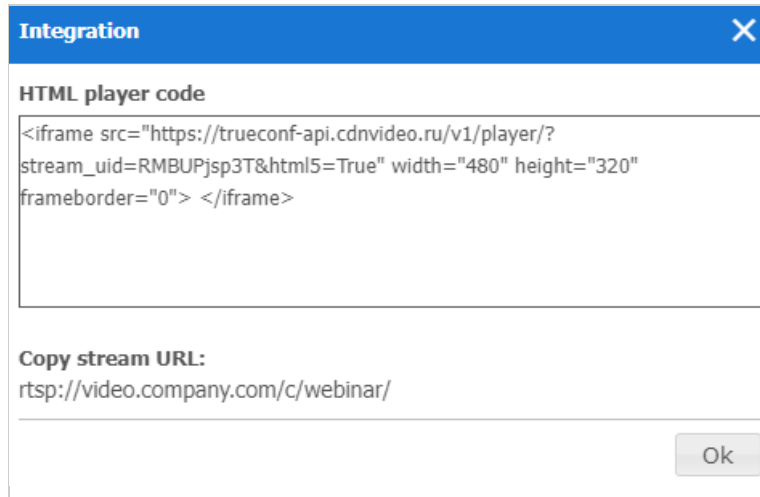 Integration
HTML player code
<iframe src="https://trueconf-api.cdnvideo.ru/v1/player/?
stream_uid=RMBUPjsp3T&html5=True" width="480" height="320"
frameborder="0"> </iframe>
Copy stream URL:
rtsp://video.company.com/c/webinar/
Ok